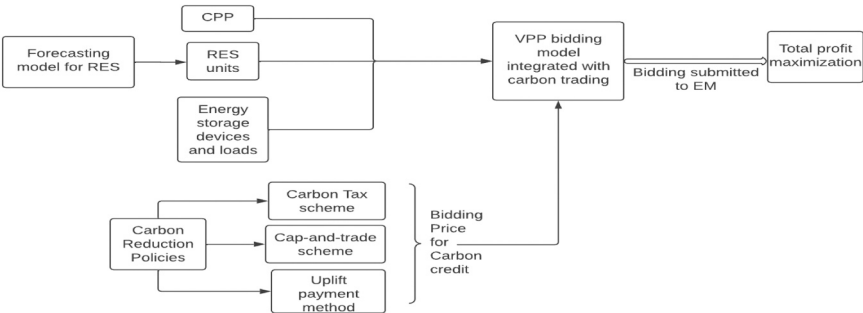 CPP
Forecasting
model for RES
RES
units
Energy
storage
devices
and loads
VPP bidding
model
integrated with
carbon trading
Bidding submitted
to EM
Total profit
maximization
Carbon
Reduction
Policies
Carbon Tax
scheme
Cap-and-trade
scheme
Uplift
payment
method
Bidding
Price
for
Carbon
credit